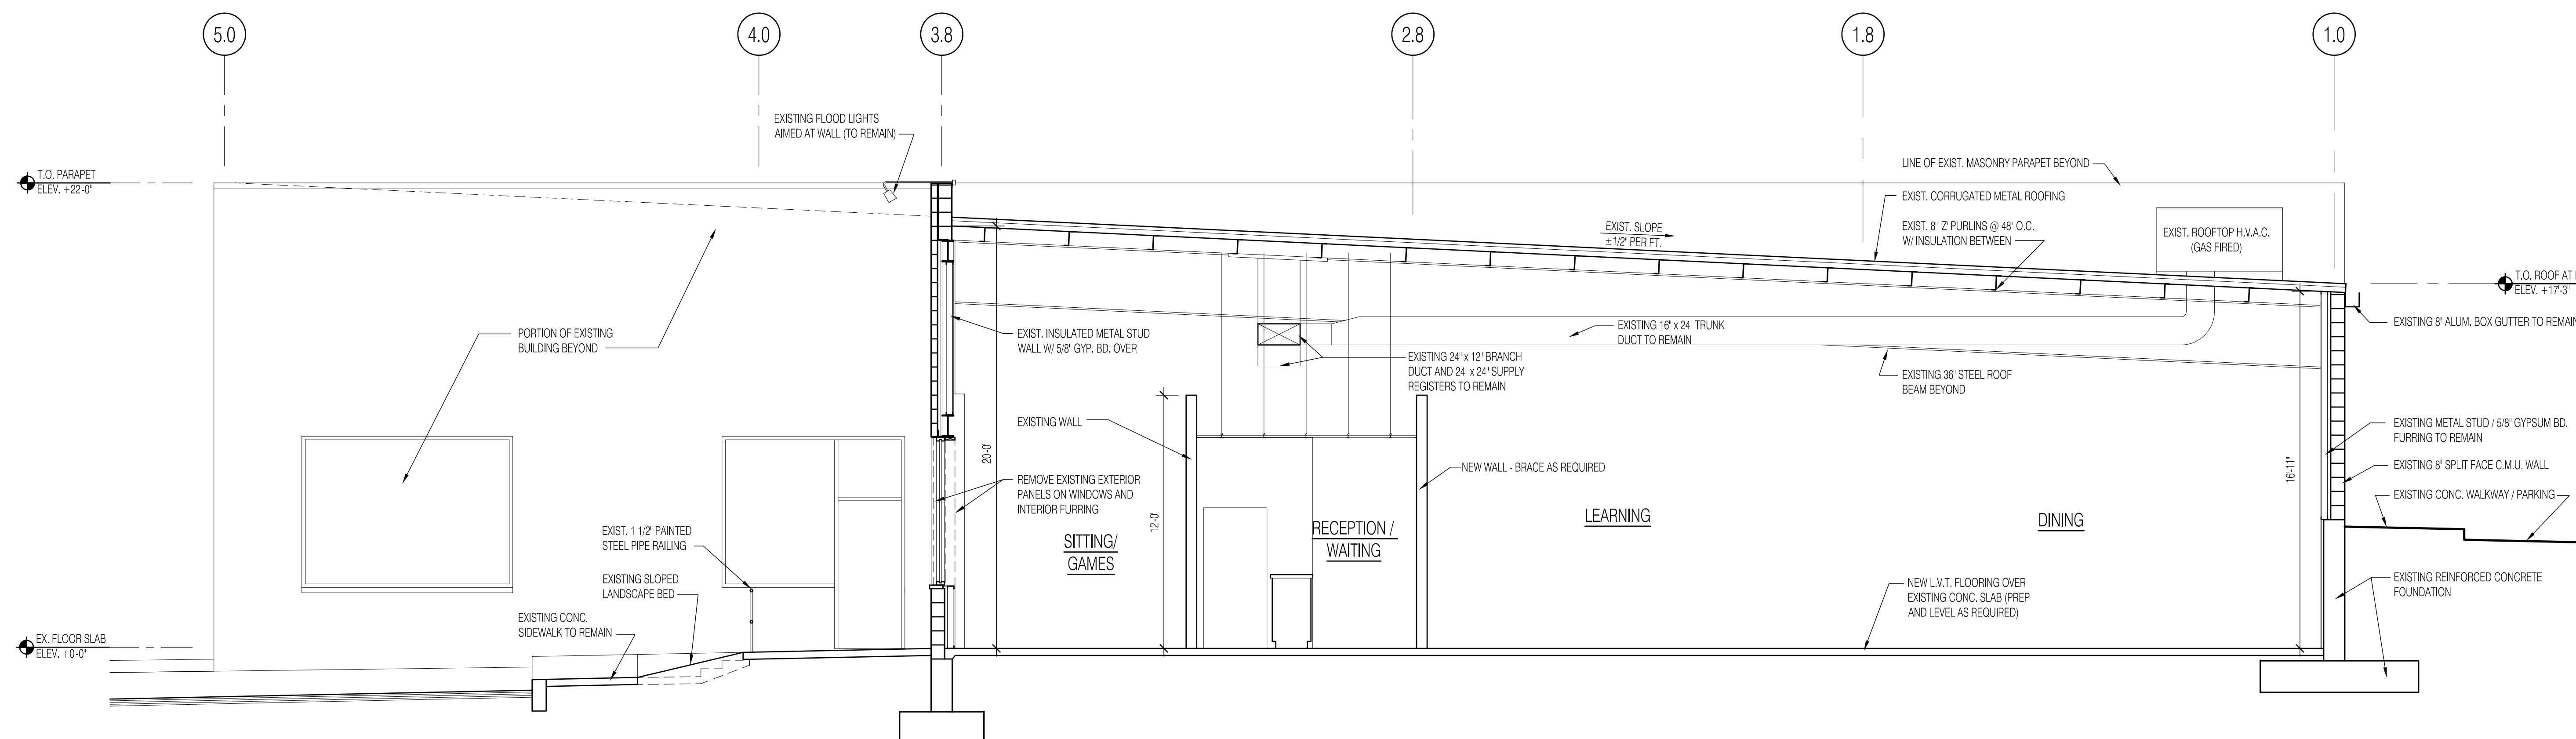 5.0
4.0
3.8
2.8
1.8
1.0
EXISTING FLOOD LIGHTS
AIMED AT WALL (TO REMAIN)
T.O. PARAPET
ELEV. +22'-0"
LINE OF EXIST. MASONRY PARAPET BEYOND
EXIST. CORRUGATED METAL ROOFING
EXIST. 8" 'Z' PURLINS @ 48" O.C.
W/ INSULATION BETWEEN
EXIST. SLOPE
±1/2" PER FT.
EXIST. ROOFTOP H.V.A.C.
(GAS FIRED)
T.O. ROOF AT
ELEV. +17'-3"
PORTION OF EXISTING
BUILDING BEYOND
EXIST. INSULATED METAL STUD
WALL W/ 5/8" GYP. BD. OVER
EXISTING 16" x 24" TRUNK
DUCT TO REMAIN
EXISTING 8" ALUM. BOX GUTTER TO REMAIN
EXISTING 24" x 12" BRANCH
DUCT AND 24" x 24" SUPPLY
REGISTERS TO REMAIN
EXISTING 36" STEEL ROOF
BEAM BEYOND
EXISTING WALL
20'-0"
12'-0"
16'-11"
NEW WALL - BRACE AS REQUIRED
EXISTING METAL STUD / 5/8" GYPSUM BD.
FURRING TO REMAIN
EXISTING 8" SPLIT FACE C.M.U. WALL
EXISTING CONC. WALKWAY / PARKING
REMOVE EXISTING EXTERIOR
PANELS ON WINDOWS AND
INTERIOR FURRING
SITTING/
GAMES
RECEPTION /
WAITING
LEARNING
DINING
EXIST. 1 1/2" PAINTED
STEEL PIPE RAILING
EXISTING SLOPED
LANDSCAPE BED
EXISTING CONC.
SIDEWALK TO REMAIN
NEW L.V.T. FLOORING OVER
EXISTING CONC. SLAB (PREP
AND LEVEL AS REQUIRED)
EXISTING REINFORCED CONCRETE
FOUNDATION
EX. FLOOR SLAB
ELEV. +0'-0"